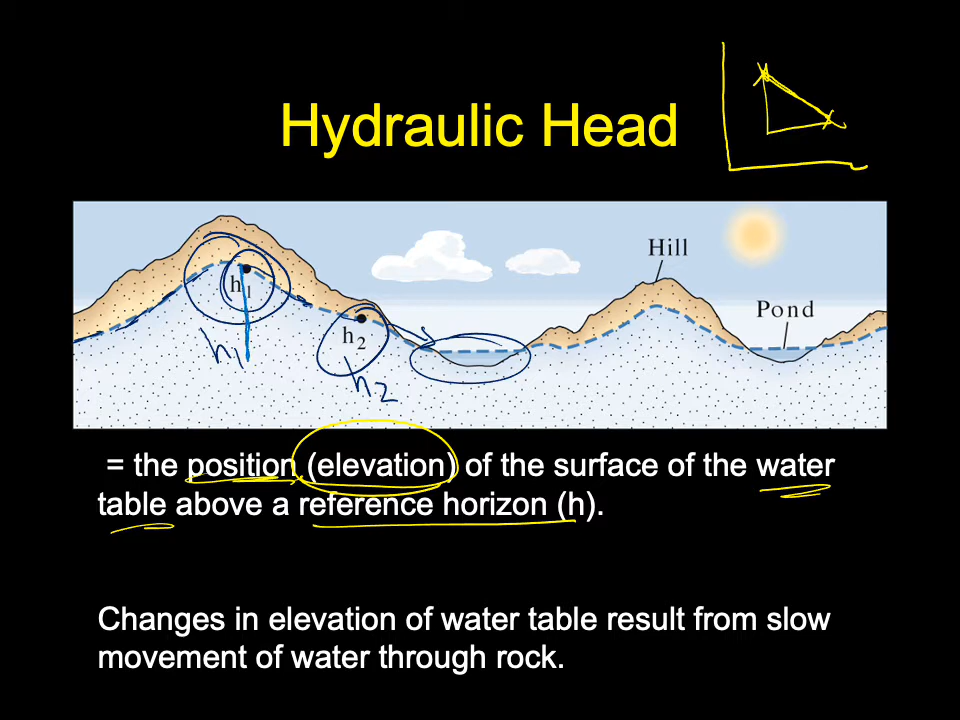 Hydraulic Head
Hill
h1
Pond
h2
h1
h2
= the position (elevation) of the surface of the water
table above a reference horizon (h).
Changes in elevation of water table result from slow
movement of water through rock.